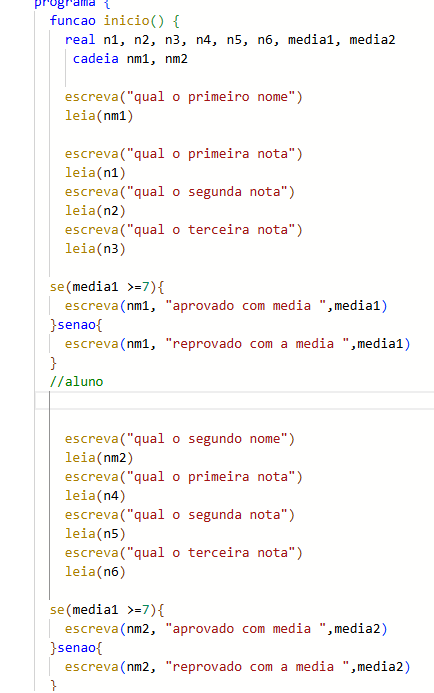 programa {
funcao inicio() {
real n1, n2, n3, n4, n5, n6, media1, media2
cadeia nm1, nm2
escreva("qual o primeiro nome")
leia(nm1)
escreva("qual o primeira nota")
leia(n1)
escreva("qual o segunda nota")
leia(n2)
escreva("qual o terceira nota")
leia(n3)
se(media1 >=7){
escreva(nm1, "aprovado com media ",media1)
}senao{
escreva(nm1, "reprovado com a media ",media1)
}
//aluno
escreva("qual o segundo nome")
leia(nm2)
escreva("qual o primeira nota")
leia(n4)
escreva("qual o segunda nota")
leia(n5)
escreva("qual o terceira nota")
leia(n6)
se(media1 >=7){
escreva(nm2, "aprovado com media ",media2)
}senao{
escreva(nm2, "reprovado com a media ",media2)
}